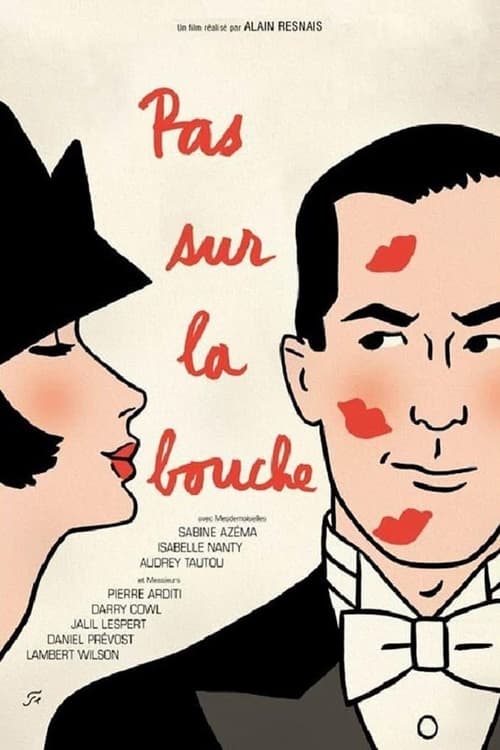 Un film réalisé par ALAIN RESNAIS
Pas
sur
la
bouche
avec Mesdemoiselles
SABINE AZÉMA
ISABELLE NANTY
AUDREY TAUTOU
et Messieurs
PIERRE ARDITI
DARRY COWL
JALIL LESPERT
DANIEL PRÉVOST
LAMBERT WILSON